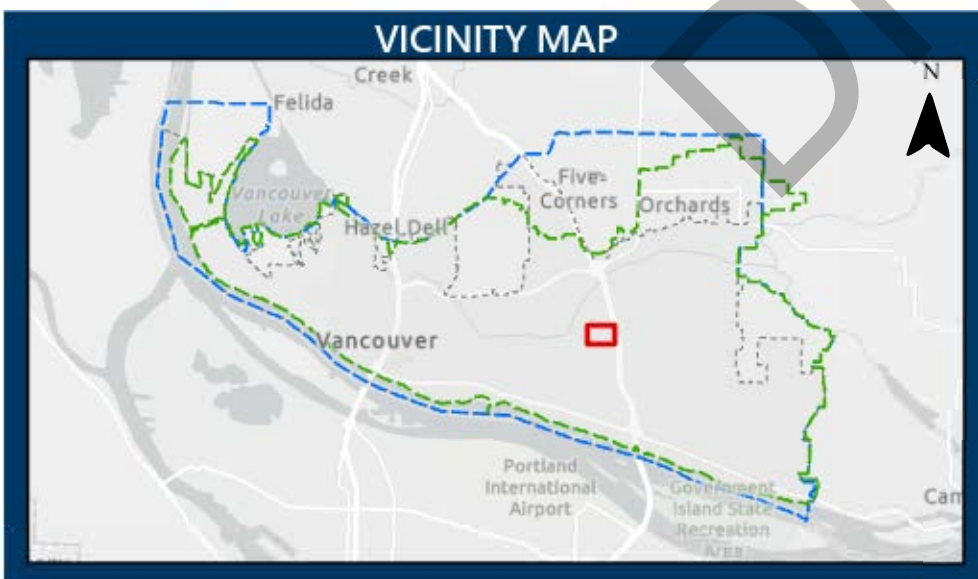 VICINITY MAP
Creek
N
Felida
Vancouver
Lake
Five
Corners
Orchards
Hazel Dell
Vancouver
Portland
International
Airport
Government
Island State
Recreation
Area
Cam